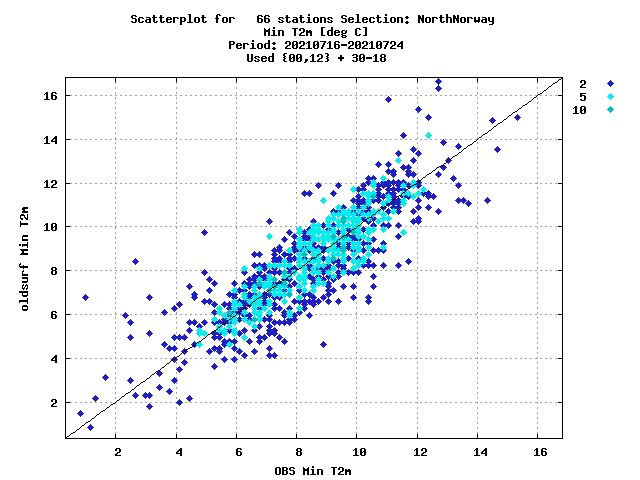 Scatterplot for   66 stations Selection: NorthNorway
Min T2m [deg C]
Period: 20210716-20210724
Used {00,12} + 30-18
2
5
10
16
14
12
10
8
6
4
2
oldsurf Min T2m
2 4 6 8 10 12 14 16
OBS Min T2m